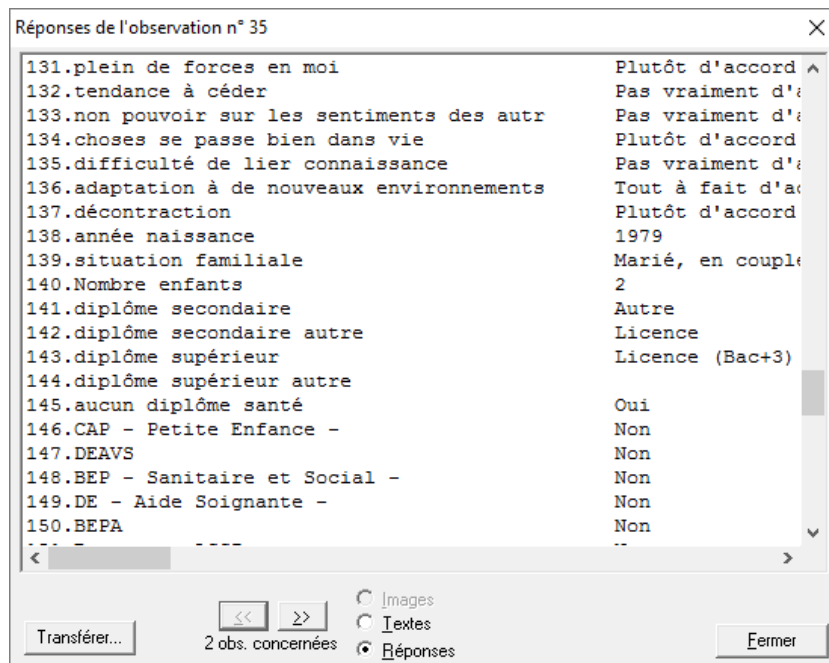 Réponses de l'observation n° 35
131.plein de forces en moi Plutôt d'accord
132.tendance à céder Pas vraiment
133.non pouvoir sur les sentiments des autr Pas vraiment
134.choses se passe bien dans vie Plutôt d'accord
135.difficulté de lier connaissance Pas vraiment
136.adaptation à de nouveaux environnements Tout à fait
137.décontraction Plutôt d'accord
138.année naissance 1979
139.situation familiale Marié, en couple
140.Nombre enfants 2
141.diplôme secondaire Autre
142.diplôme secondaire autre Licence
143.diplôme supérieur Licence (Bac+3)
144.diplôme supérieur autre
145.aucun diplôme santé Oui
146.CAP - Petite Enfance - Non
147.DEAVS Non
148.BEP - Sanitaire et Social - Non
149.DE - Aide Soignante - Non
150.BEPA Non
<< >>
Images
Textes
Réponses
Transférer...
2 obs. concernées
Fermer